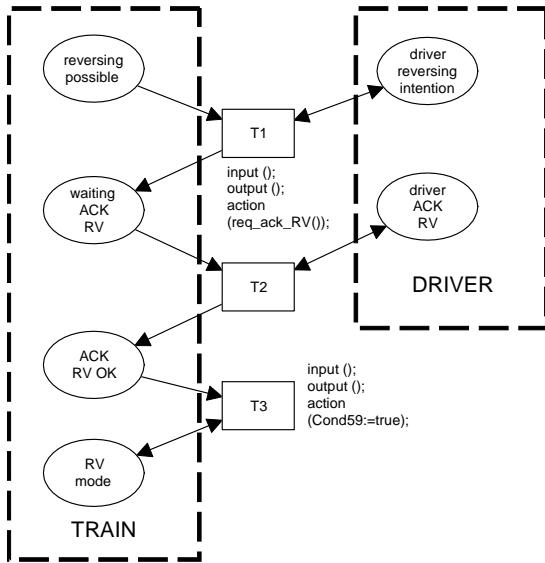 reversing
possible
driver
reversing
intention
T1
input ();
output ();
action
(req_ack_RV());
waiting
ACK
RV
driver
ACK
RV
T2
DRIVER
ACK
RV OK
T3
input ();
output ();
action
(Cond59:=true);
RV
mode
TRAIN